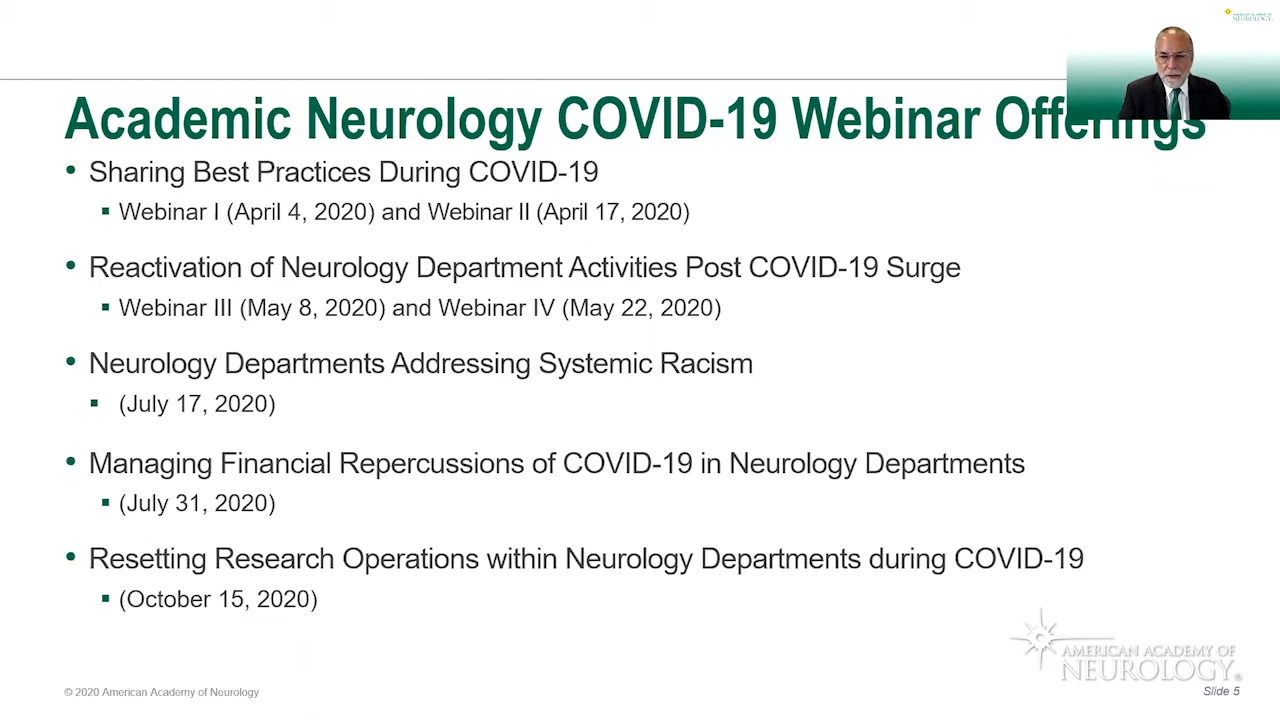 AMERICAN ACADEMY OF
NEUROLOGY.
Academic Neurology COVID-19 Webinar Offerings
• Sharing Best Practices During COVID-19
▪ Webinar I (April 4, 2020) and Webinar II (April 17, 2020)
• Reactivation of Neurology Department Activities Post COVID-19 Surge
▪ Webinar III (May 8, 2020) and Webinar IV (May 22, 2020)
• Neurology Departments Addressing Systemic Racism
▪ (July 17, 2020)
• Managing Financial Repercussions of COVID-19 in Neurology Departments
▪ (July 31, 2020)
• Resetting Research Operations within Neurology Departments during COVID-19
▪ (October 15, 2020)
AMERICAN ACADEMY OF
NEUROLOGY®
© 2020 American Academy of Neurology
Slide 5